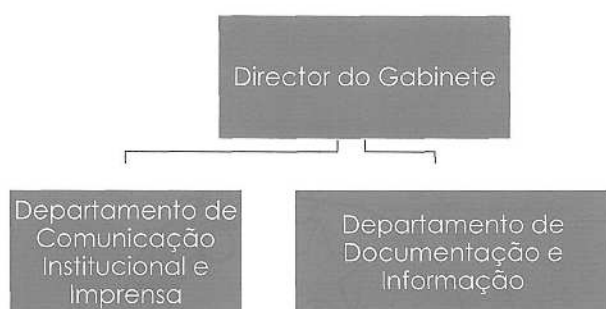 Director do Gabinete
Departamento de
Comunicação
Institucional e
Imprensa
Departamento de
Documentação e
Informação